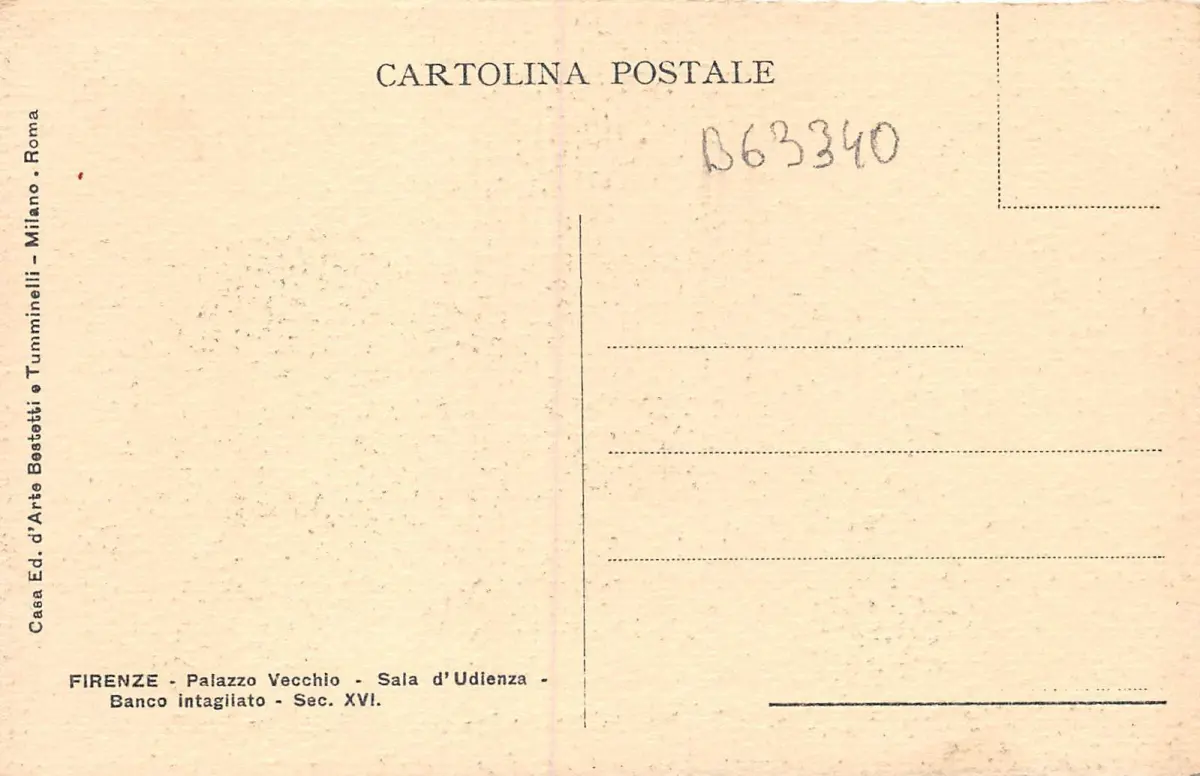 CARTOLINA POSTALE
B63340
Casa Ed. d'Arte Bestetti e Tumminelli - Milano - Roma
FIRENZE - Palazzo Vecchio - Sala d'Udienza -
Banco intagliato - Sec. XVI.